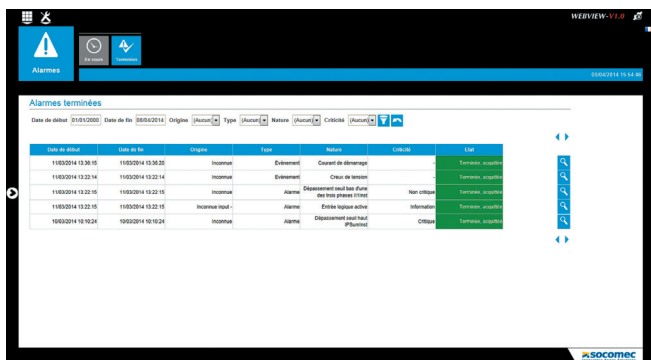 WEBVIEW-V1.0
Alarmes
En cours
Terminées
Alarmes terminées
Date de début 01/01/2000 Date de fin 08/04/2014 Origine (Aucun) Type (Aucun) Nature (Aucun) Criticité (Aucun)
Date de début Date de fin Origine Type Nature Criticité Etat
11/03/2014 13:36:15 11/03/2014 13:36:20 Inconnue Evénement Courant de démarrage - Terminée, acquittée
11/03/2014 13:22:14 11/03/2014 13:22:14 Inconnue Evénement Creux de tension - Terminée, acquittée
11/03/2014 13:22:15 11/03/2014 13:22:15 Inconnue Alarme Dépassement seuil bas d'une des trois phases Non critique Terminée, acquittée
11/03/2014 13:22:15 11/03/2014 13:22:15 Inconnue input - Alarme Entrée logique active Information Terminée, acquittée
10/03/2014 10:10:24 10/03/2014 10:10:24 Inconnue Alarme Dépassement seuil haut IPSuminst Critique Terminée, acquittée
socomec